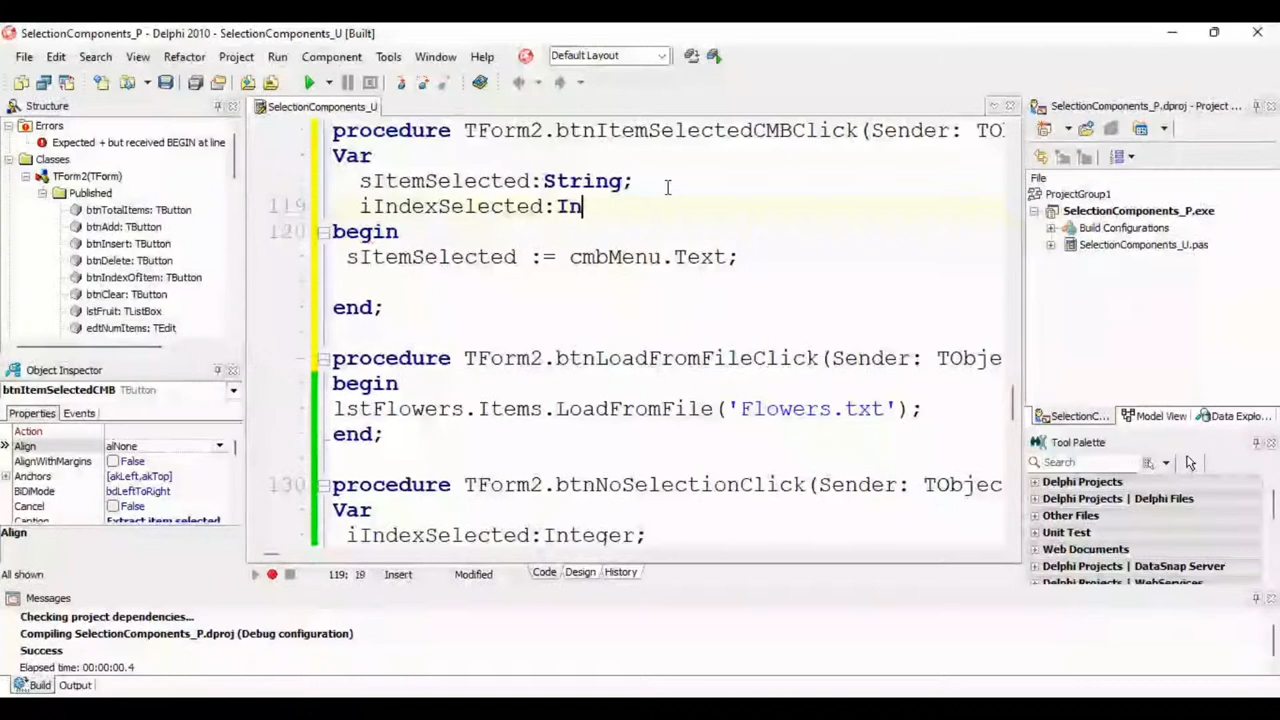 SelectionComponents_P - Delphi 2010 - SelectionComponents_U [Built]
File Edit Search View Refactor Project Run Component Tools Window Help Default Layout
Structure
Errors
Expected + but received BEGIN at line
Classes
TForm2(TForm)
Published
btnTotalItems: TButton
btnAdd: TButton
btnInsert: TButton
btnDelete: TButton
btnIndexOfItem: TButton
btnClear: TButton
lstFruit: TListBox
edtNumItems: TEdit
Object Inspector
btnItemSelectedCMB TButton
Properties Events
Action
Align alNone
AlignWithMargins False
Anchors [akLeft,akTop]
BiDiMode bdLeftToRight
Cancel False
Caption Extract item selected
Align
All shown
SelectionComponents_U
procedure TForm2.btnItemSelectedCMBClick(Sender: TO
Var
sItemSelected:String;
119 iIndexSelected:In
120 begin
sItemSelected := cmbMenu.Text;
end;
procedure TForm2.btnLoadFromFileClick(Sender: TObje
begin
lstFlowers.Items.LoadFromFile('Flowers.txt');
end;
130 procedure TForm2.btnNoSelectionClick(Sender: TObjec
Var
iIndexSelected:Integer;
119: 19 Insert Modified Code Design History
SelectionComponents_P.dproj - Project ...
File
ProjectGroup1
SelectionComponents_P.exe
Build Configurations
SelectionComponents_U.pas
SelectionC... Model View Data Explo...
Tool Palette
Search
Delphi Projects
Delphi Projects | Delphi Files
Other Files
Unit Test
Web Documents
Delphi Projects | DataSnap Server
Delphi Projects | WebServices
Messages
Checking project dependencies...
Compiling SelectionComponents_P.dproj (Debug configuration)
Success
Elapsed time: 00:00:00.4
Build Output